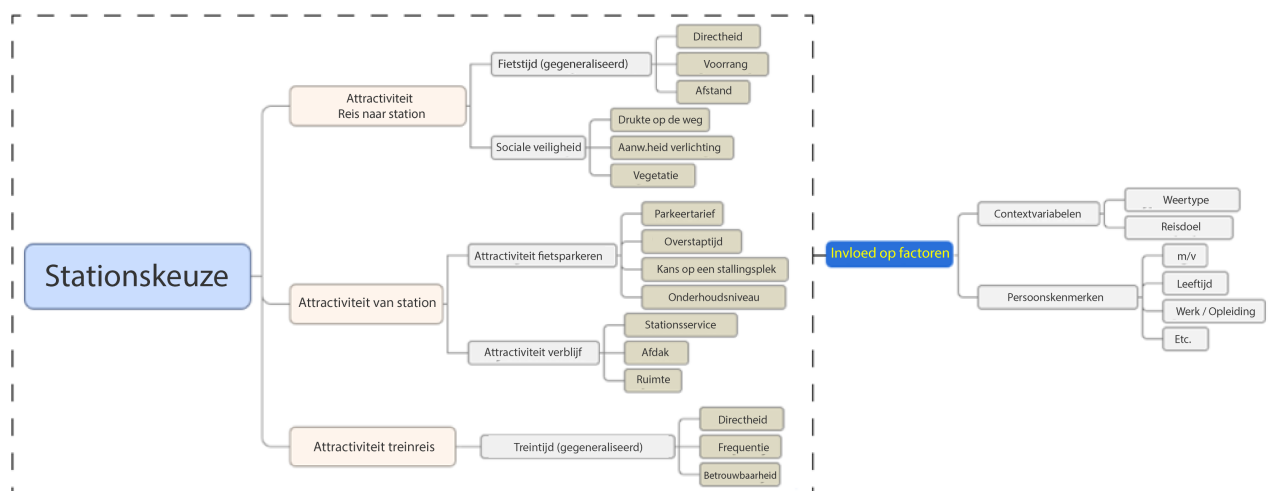 Stationskeuze
Attractiviteit
Reis naar station
Fietstijd (gegeneraliseerd)
Directheid
Voorrang
Afstand
Sociale veiligheid
Drukte op de weg
Aanw.heid verlichting
Vegetatie
Attractiviteit van station
Attractiviteit fietsparkeren
Parkeertarief
Overstaptijd
Kans op een stallingsplek
Onderhoudsniveau
Attractiviteit verblijf
Stationsservice
Afdak
Ruimte
Attractiviteit treinreis
Treintijd (gegeneraliseerd)
Directheid
Frequentie
Betrouwbaarheid
Invloed op factoren
Contextvariabelen
Weertype
Reisdoel
Persoonskenmerken
m/v
Leeftijd
Werk / Opleiding
Etc.